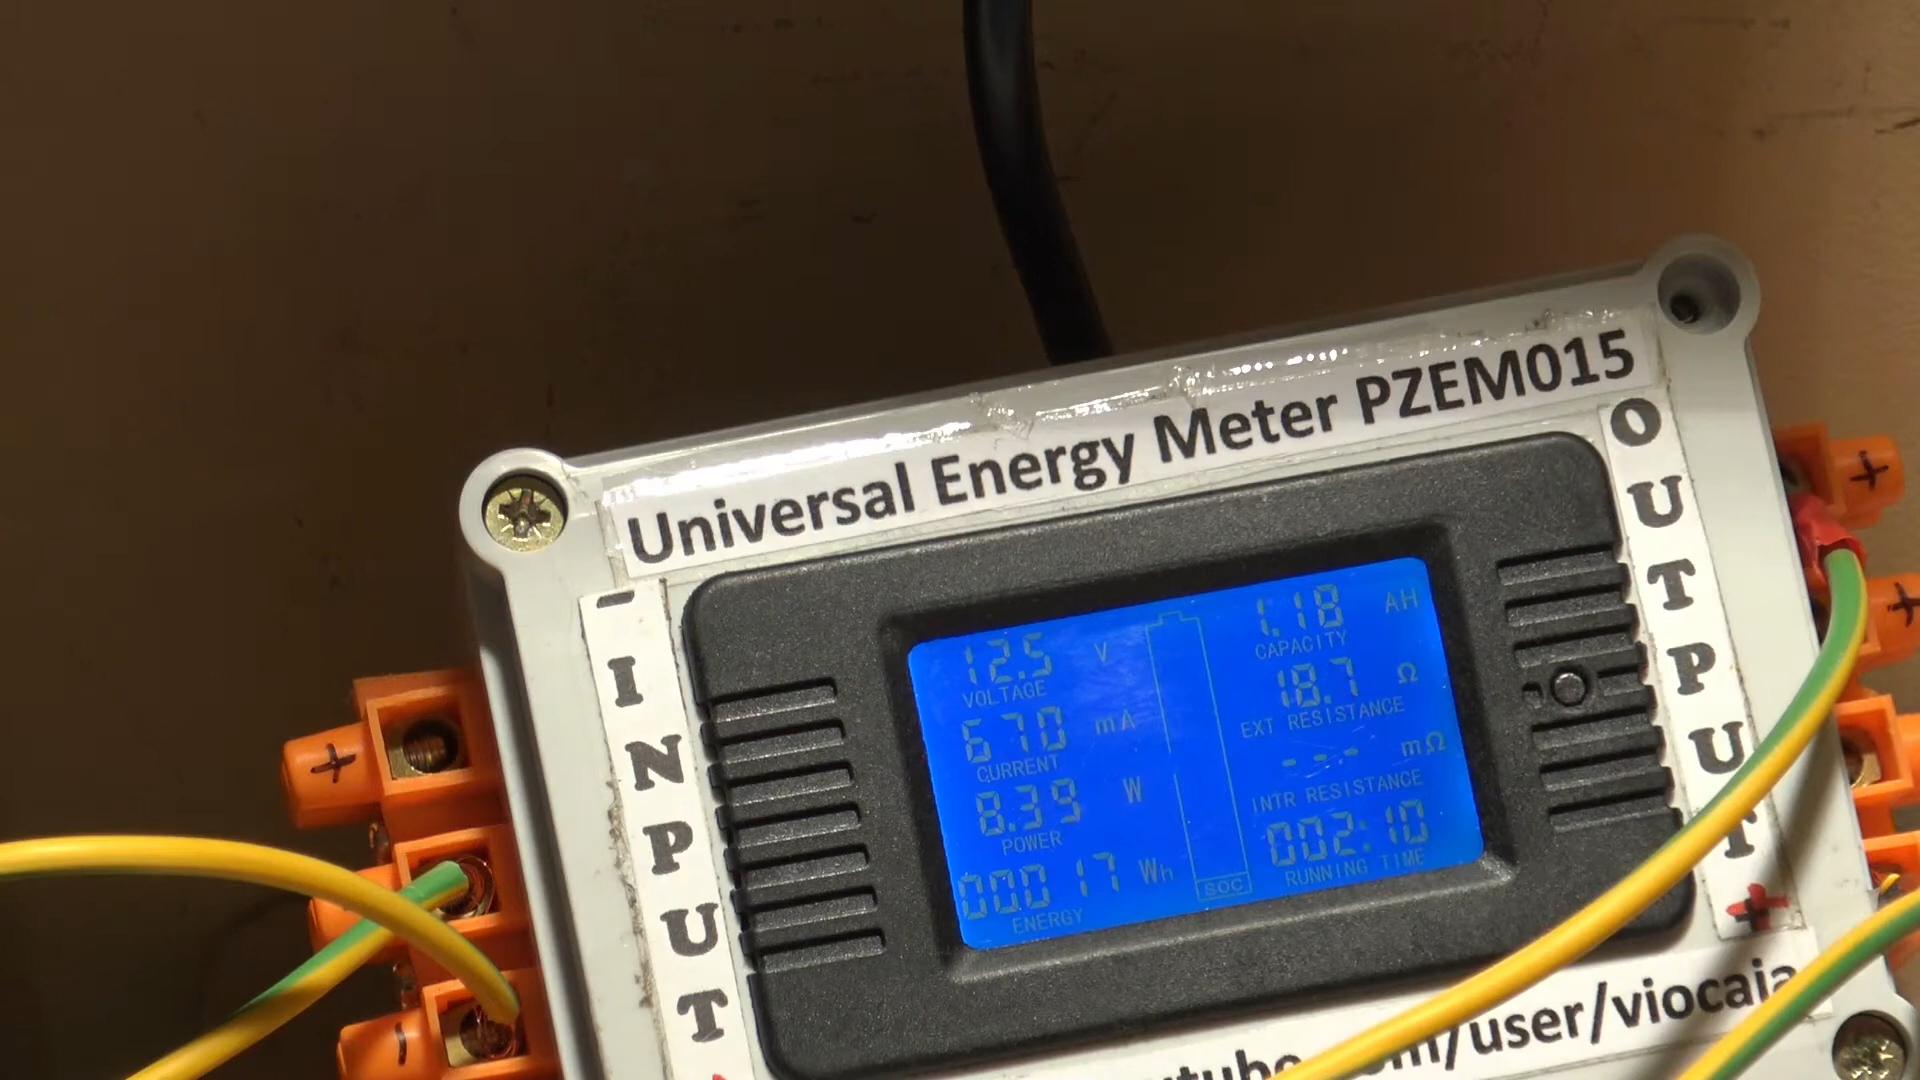 Universal Energy Meter PZEM015
- INPUT
OUTPUT +
12.5 V
VOLTAGE
670 mA
CURRENT
8.39 W
POWER
00017 Wh
ENERGY
SOC
1.18 AH
CAPACITY
18.7 Ω
EXT RESISTANCE
--.- mΩ
INTR RESISTANCE
002:10
RUNNING TIME
/user/viocaia
+
-
+
+